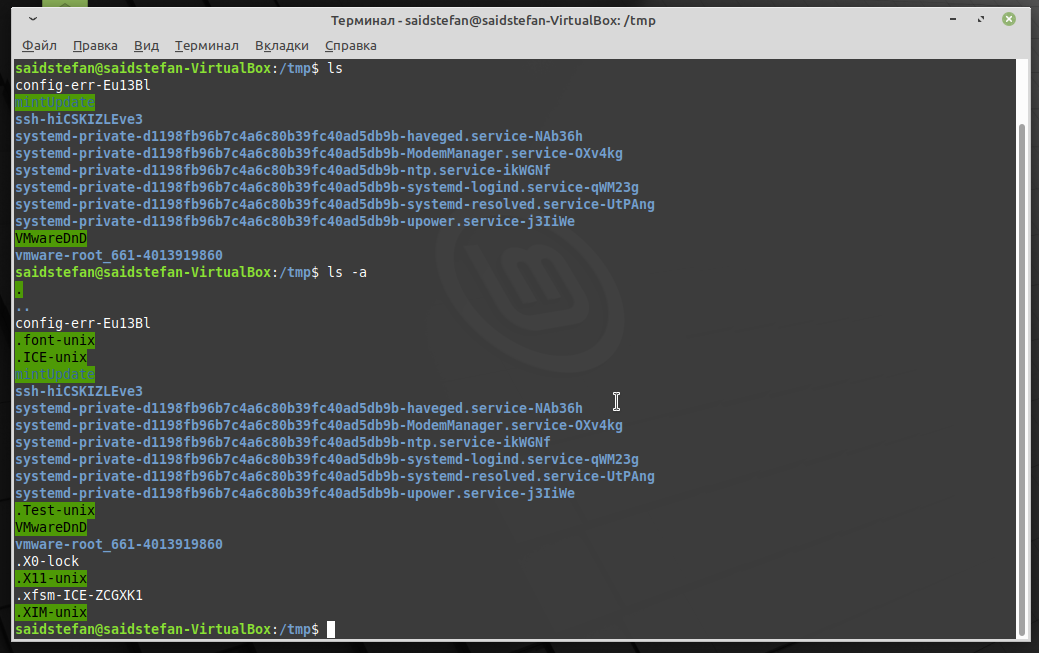 Терминал - saidstefan@saidstefan-VirtualBox: /tmp
Файл Правка Вид Терминал Вкладки Справка
saidstefan@saidstefan-VirtualBox:/tmp$ ls
config-err-Eu13Bl
mintUpdate
ssh-hiCSKIZLEve3
systemd-private-d1198fb96b7c4a6c80b39fc40ad5db9b-haveged.service-NAb36h
systemd-private-d1198fb96b7c4a6c80b39fc40ad5db9b-ModemManager.service-OXv4kg
systemd-private-d1198fb96b7c4a6c80b39fc40ad5db9b-ntp.service-ikWGNf
systemd-private-d1198fb96b7c4a6c80b39fc40ad5db9b-systemd-logind.service-qWM23g
systemd-private-d1198fb96b7c4a6c80b39fc40ad5db9b-systemd-resolved.service-UtPAng
systemd-private-d1198fb96b7c4a6c80b39fc40ad5db9b-upower.service-j3IiWe
VMwareDnD
vmware-root_661-4013919860
saidstefan@saidstefan-VirtualBox:/tmp$ ls -a
.
..
config-err-Eu13Bl
.font-unix
.ICE-unix
mintUpdate
ssh-hiCSKIZLEve3
systemd-private-d1198fb96b7c4a6c80b39fc40ad5db9b-haveged.service-NAb36h
systemd-private-d1198fb96b7c4a6c80b39fc40ad5db9b-ModemManager.service-OXv4kg
systemd-private-d1198fb96b7c4a6c80b39fc40ad5db9b-ntp.service-ikWGNf
systemd-private-d1198fb96b7c4a6c80b39fc40ad5db9b-systemd-logind.service-qWM23g
systemd-private-d1198fb96b7c4a6c80b39fc40ad5db9b-systemd-resolved.service-UtPAng
systemd-private-d1198fb96b7c4a6c80b39fc40ad5db9b-upower.service-j3IiWe
.Test-unix
VMwareDnD
vmware-root_661-4013919860
.X0-lock
.X11-unix
.xfsm-ICE-ZCGXK1
.XIM-unix
saidstefan@saidstefan-VirtualBox:/tmp$